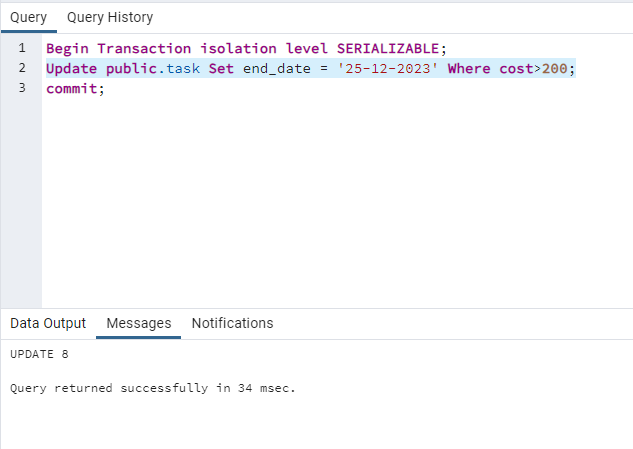 Query Query History
1 Begin Transaction isolation level SERIALIZABLE;
2 Update public.task Set end_date = '25-12-2023' Where cost>200;
3 commit;
Data Output Messages Notifications
UPDATE 8
Query returned successfully in 34 msec.